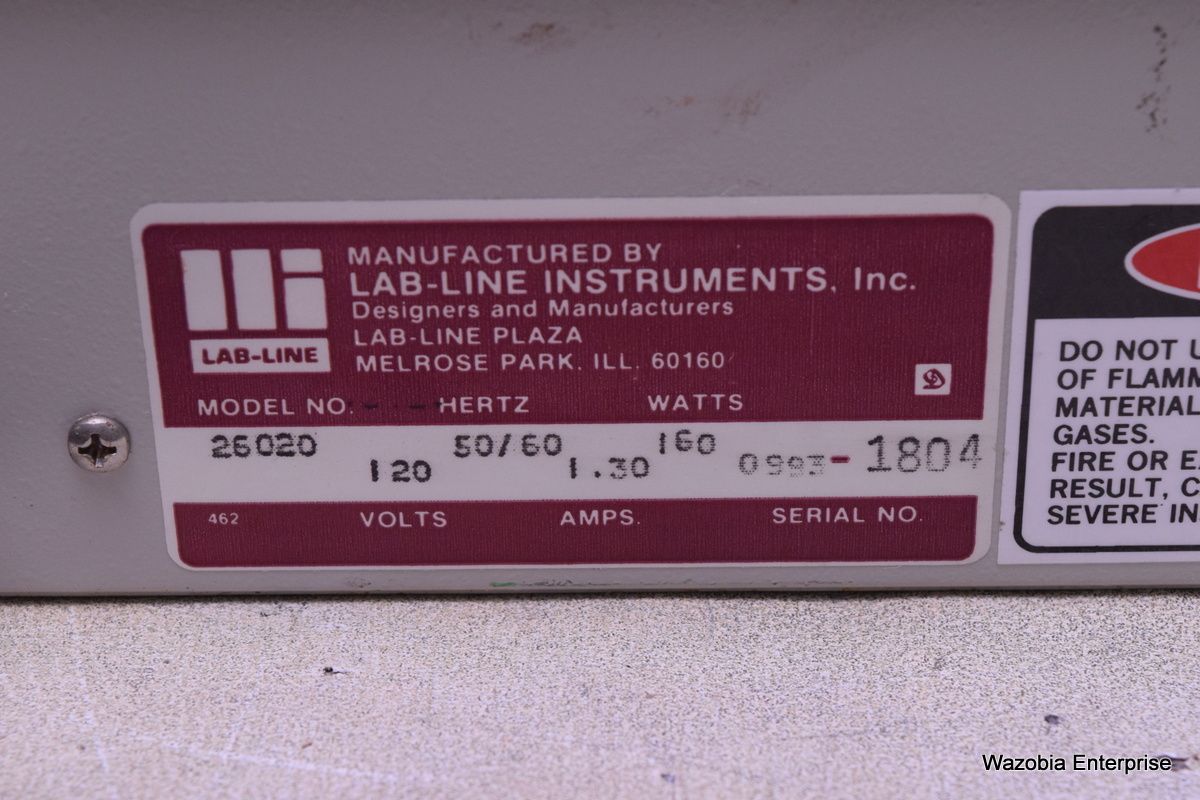 MANUFACTURED BY
LAB-LINE INSTRUMENTS, Inc.
Designers and Manufacturers
LAB-LINE PLAZA
MELROSE PARK, ILL. 60160
LAB-LINE
MODEL NO. HERTZ WATTS
26020 50/60 160
120 1.30 0993-1804
462 VOLTS AMPS. SERIAL NO.
DO NOT
OF
MATERIAL
GASES.
FIRE OR
RESULT,
SEVERE
Wazobia Enterprise